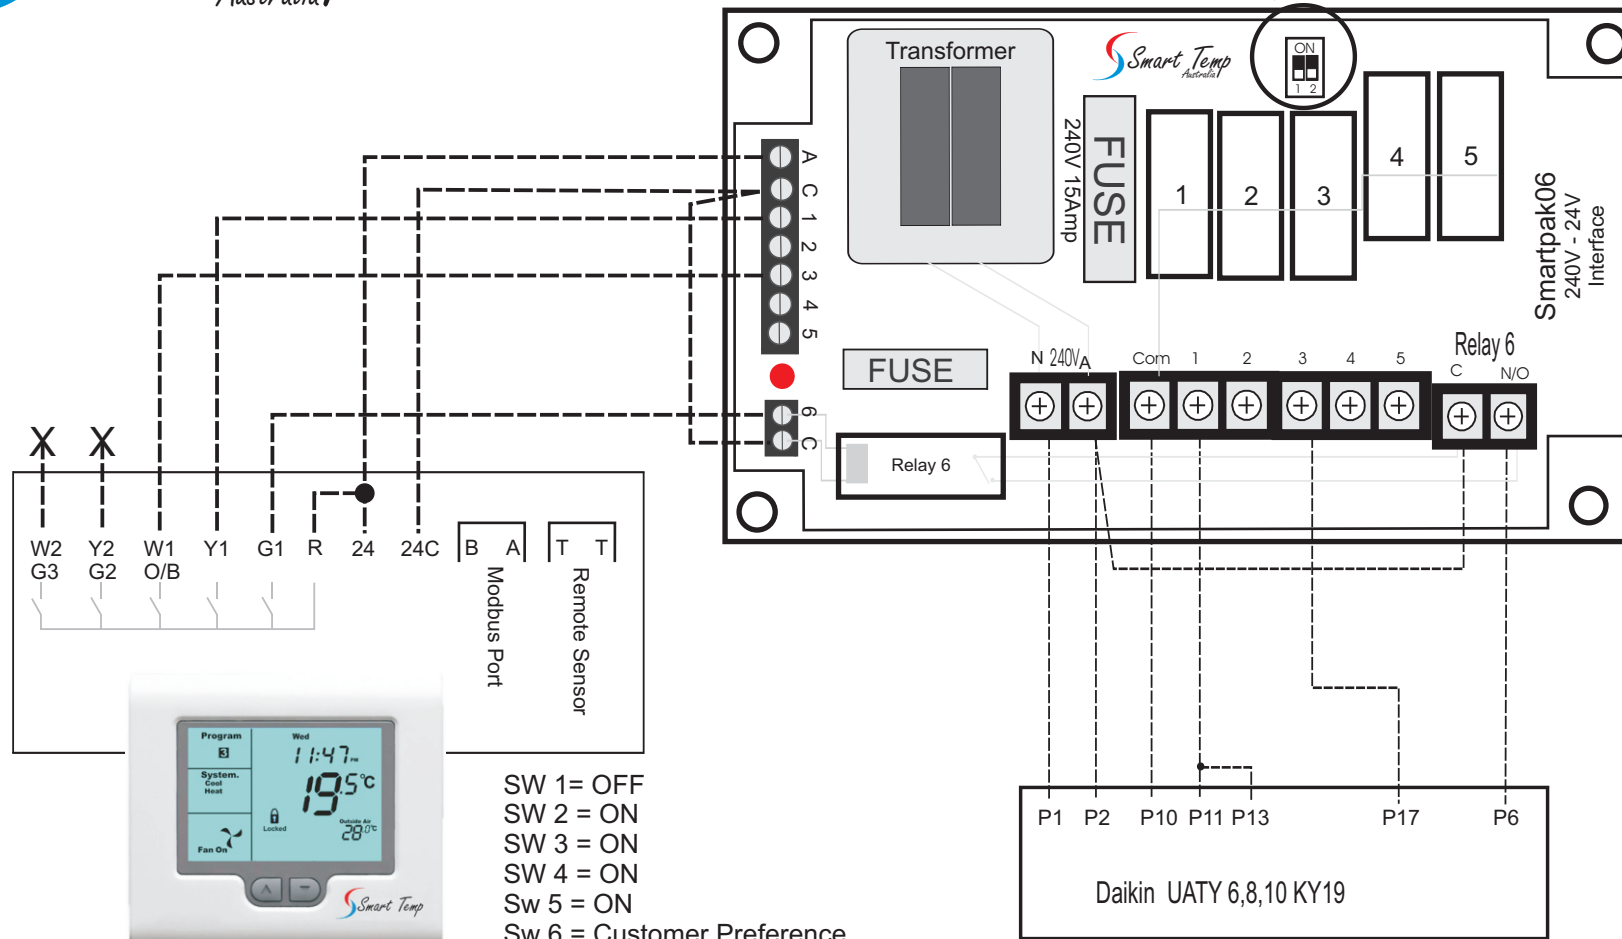 Australia
Transformer
Smart Temp
Australia
ON
1 2
FUSE
240V 15Amp
1
2
3
4
5
Smartpak06
240V - 24V
Interface
A
C
1
2
3
4
5
6
C
FUSE
N 240V A
Com 1 2 3 4 5
Relay 6
C N/O
Relay 6
X X
W2 Y2 W1 Y1 G1 R 24 24C B A T T
G3 G2 O/B
Modbus Port
Remote Sensor
Program
3
Wed
11:47 PM
System.
Cool
Heat
19.5°C
Locked
Outside Air
28.0°C
Fan On
Smart Temp
SW 1= OFF
SW 2 = ON
SW 3 = ON
SW 4 = ON
Sw 5 = ON
Sw 6 = Customer Preference
P1 P2 P10 P11 P13 P17 P6
Daikin UATY 6,8,10 KY19